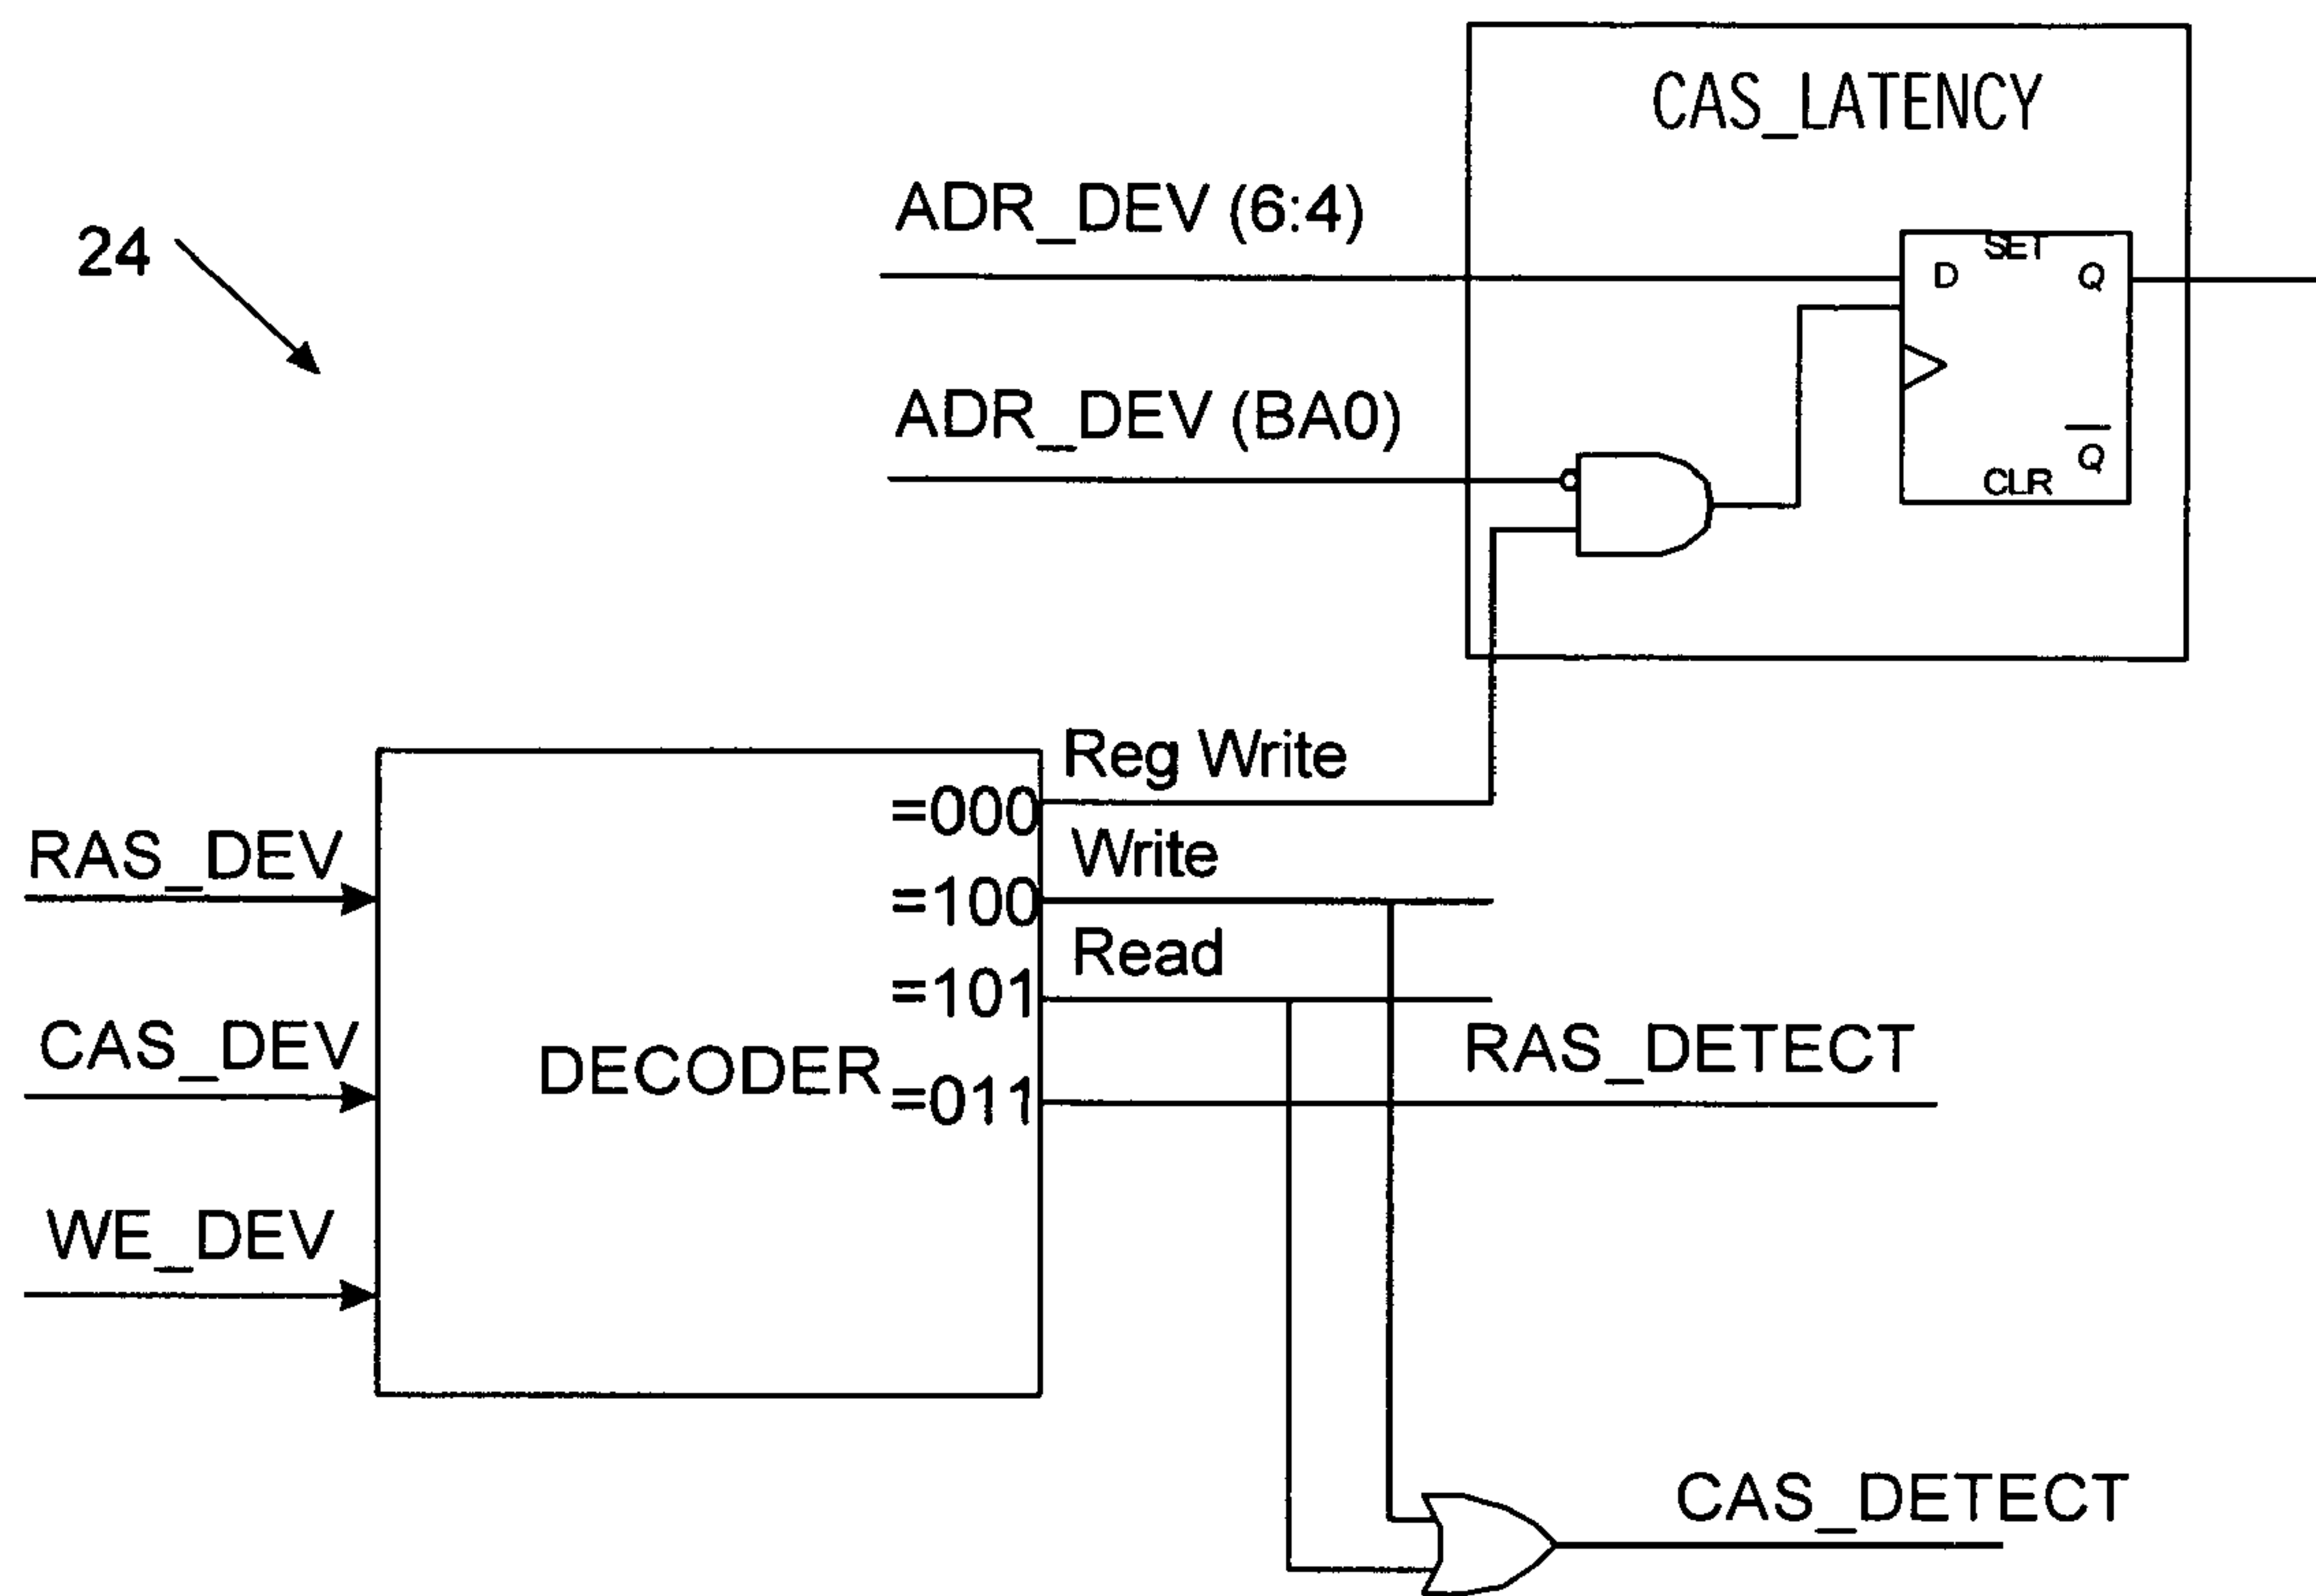 CAS_LATENCY
ADR_DEV (6:4)
24
SET
D
Q
ADR_DEV (BA0)
Q
CLR
Reg Write
=000
RAS_DEV
Write
=100
Read
=101
CAS_DEV
DECODER
RAS_DETECT
=011
WE_DEV
CAS_DETECT